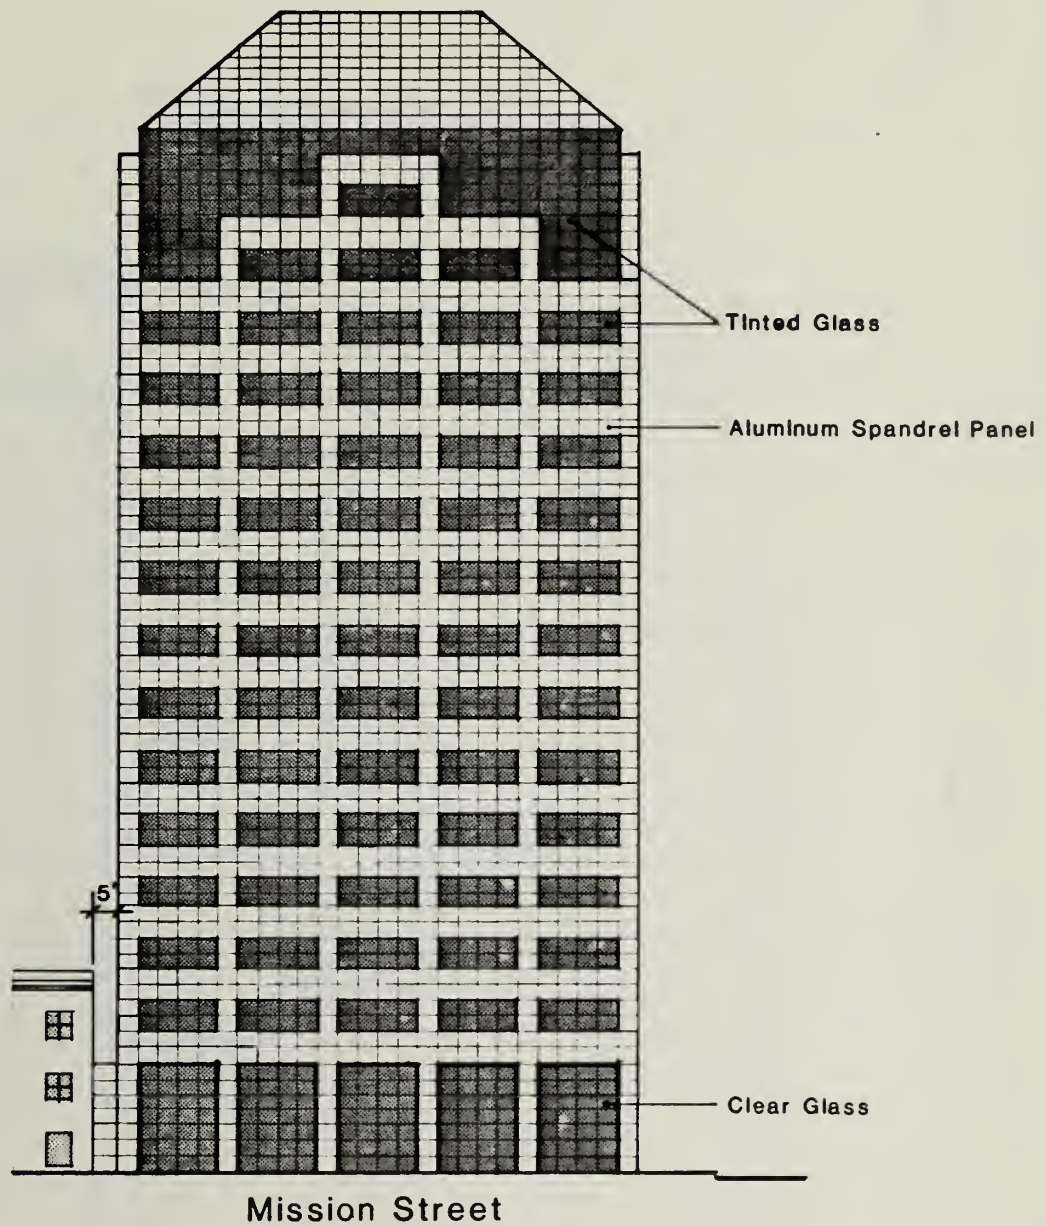 Tinted Glass
Aluminum Spandrel Panel
5'
Clear Glass
Mission Street